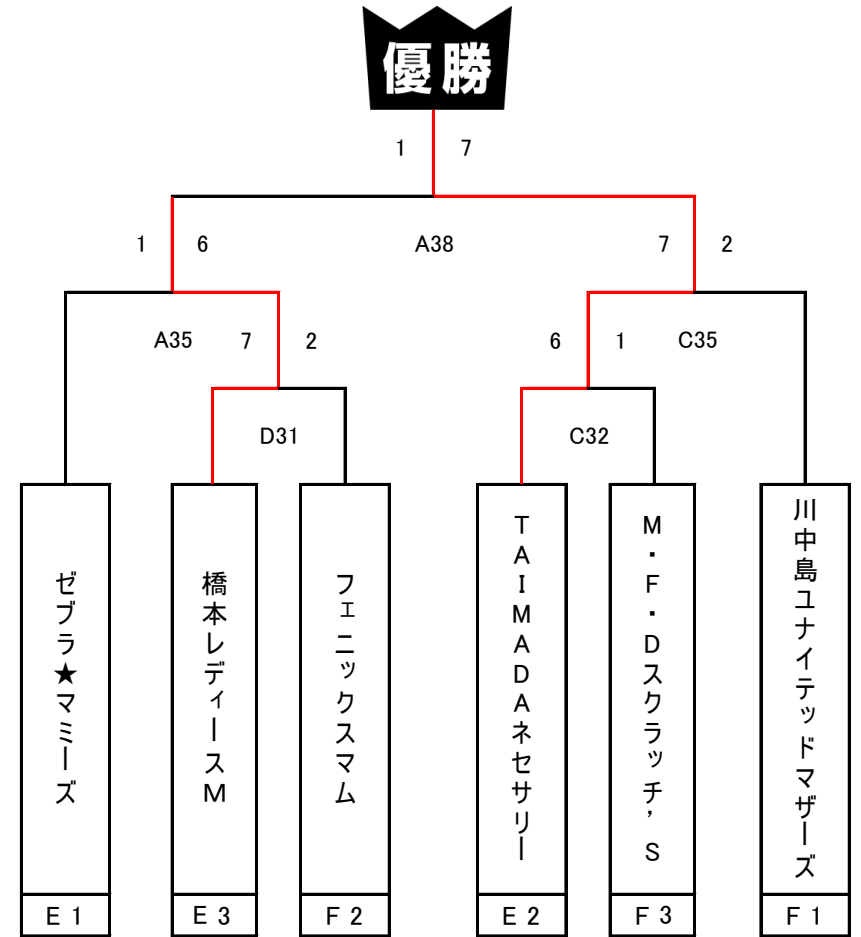 優勝
1 7
1 6 A38 7 2
A35 7 2 6 1 C35
D31 C32
ゼブラ★マミーズ
橋本レディースM
フェニックスマム
TAIMADAネセサリー
M・F・Dスクラッチ’S
川中島ユナイテッドマザーズ
E1 E3 F2 E2 F3 F1